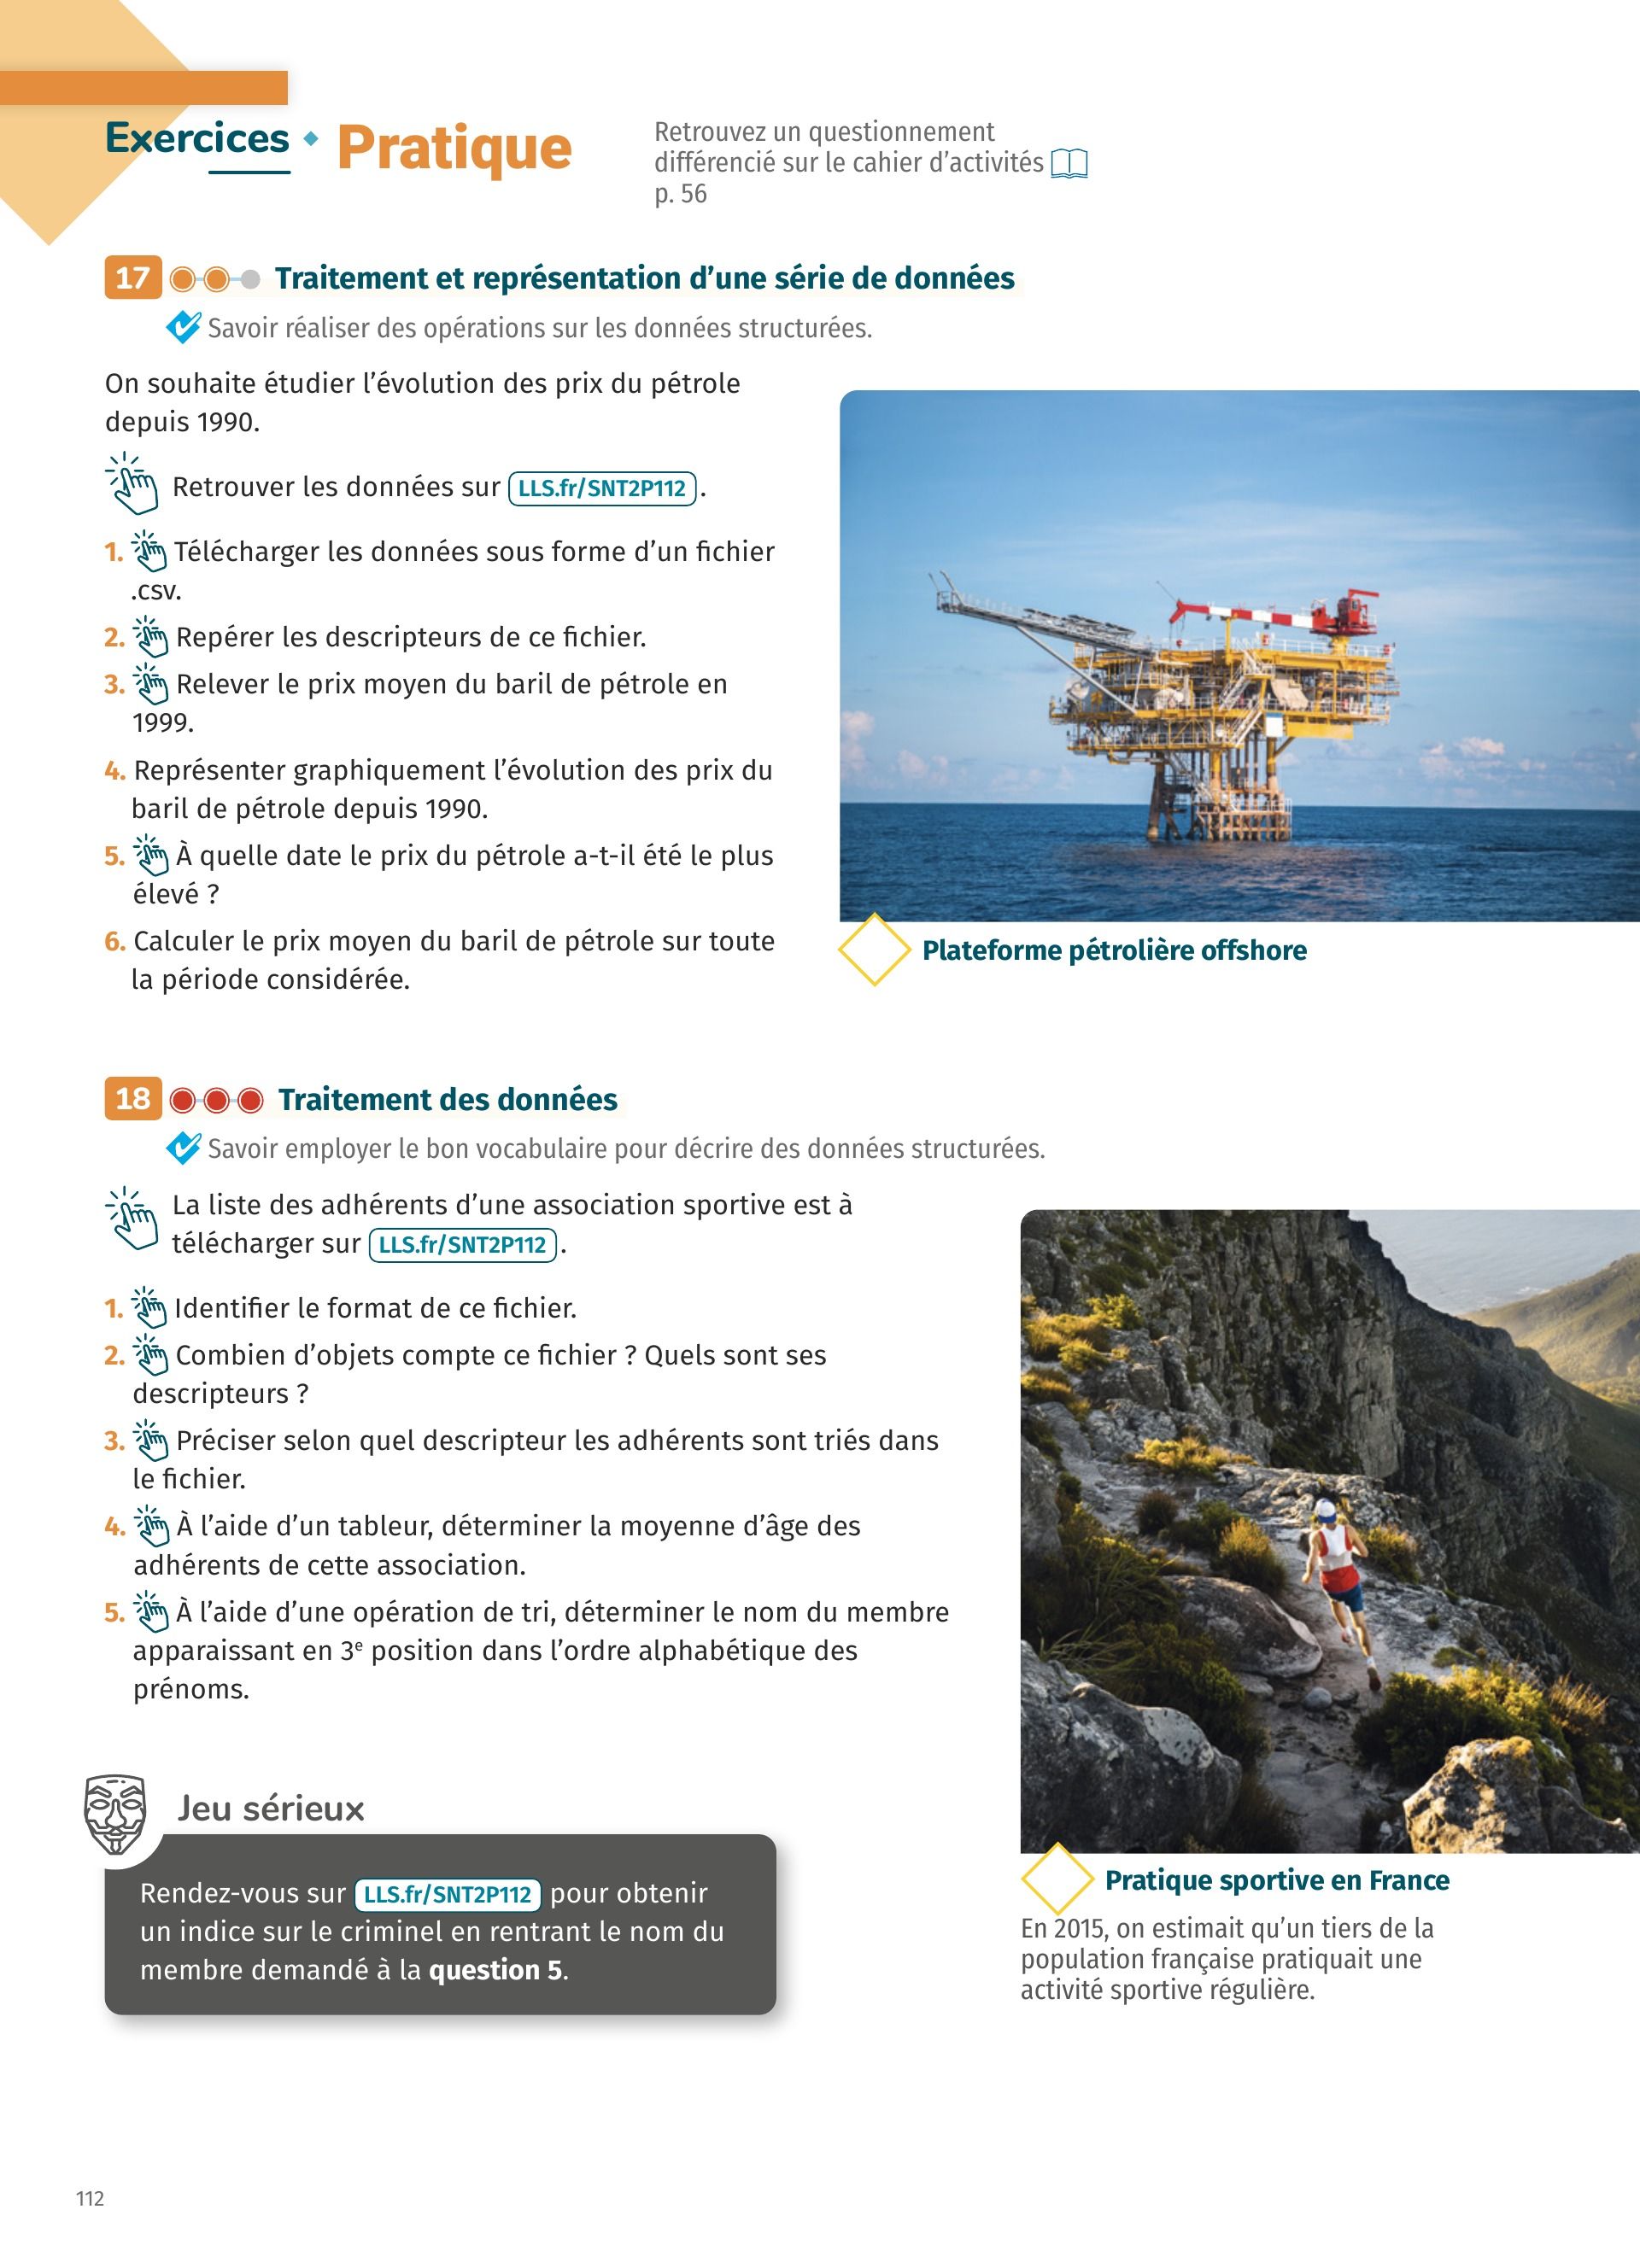 Exercices
Pratique
Retrouvez un questionnement
différencié sur le cahier d'activités
p. 56
17 Traitement et représentation d'une série de données
Savoir réaliser des opérations sur les données structurées.
On souhaite étudier l'évolution des prix du pétrole
depuis 1990.
Retrouver les données sur LLS.fr/SNT2P112 .
1. Télécharger les données sous forme d'un fichier
.csv.
2. Repérer les descripteurs de ce fichier.
3. Relever le prix moyen du baril de pétrole en
1999.
4. Représenter graphiquement l'évolution des prix du
baril de pétrole depuis 1990.
5. À quelle date le prix du pétrole a-t-il été le plus
élevé ?
6. Calculer le prix moyen du baril de pétrole sur toute
la période considérée.
Plateforme pétrolière offshore
18 Traitement des données
Savoir employer le bon vocabulaire pour décrire des données structurées.
La liste des adhérents d'une association sportive est à
télécharger sur LLS.fr/SNT2P112 .
1. Identifier le format de ce fichier.
2. Combien d'objets compte ce fichier ? Quels sont ses
descripteurs ?
3. Préciser selon quel descripteur les adhérents sont triés dans
le fichier.
4. À l'aide d'un tableur, déterminer la moyenne d'âge des
adhérents de cette association.
5. À l'aide d'une opération de tri, déterminer le nom du membre
apparaissant en 3e position dans l'ordre alphabétique des
prénoms.
Jeu sérieux
Rendez-vous sur LLS.fr/SNT2P112 pour obtenir
un indice sur le criminel en rentrant le nom du
membre demandé à la question 5.
Pratique sportive en France
En 2015, on estimait qu'un tiers de la
population française pratiquait une
activité sportive régulière.
112